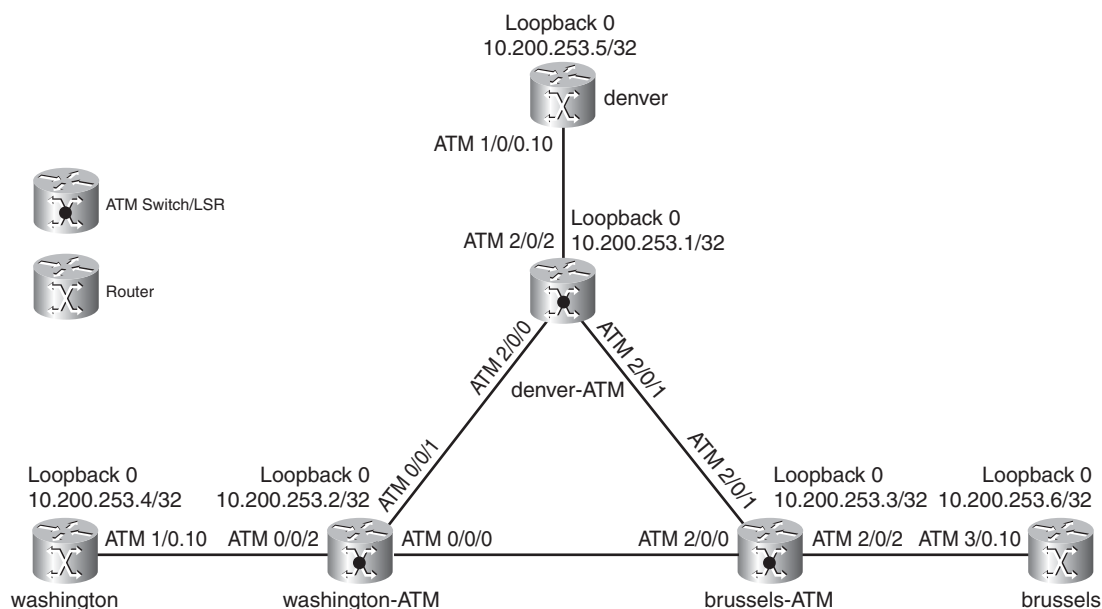 Loopback 0
10.200.253.5/32
denver
ATM 1/0/0.10
ATM Switch/LSR
Loopback 0
ATM 2/0/2
10.200.253.1/32
Router
ATM 2/0/0
ATM 2/0/1
denver-ATM
ATM 0/0/1
ATM 2/0/1
Loopback 0
10.200.253.4/32
Loopback 0
10.200.253.2/32
Loopback 0
10.200.253.3/32
Loopback 0
10.200.253.6/32
ATM 1/0.10
ATM 0/0/2
ATM 0/0/0
ATM 2/0/0
ATM 2/0/2
ATM 3/0.10
washington
washington-ATM
brussels-ATM
brussels